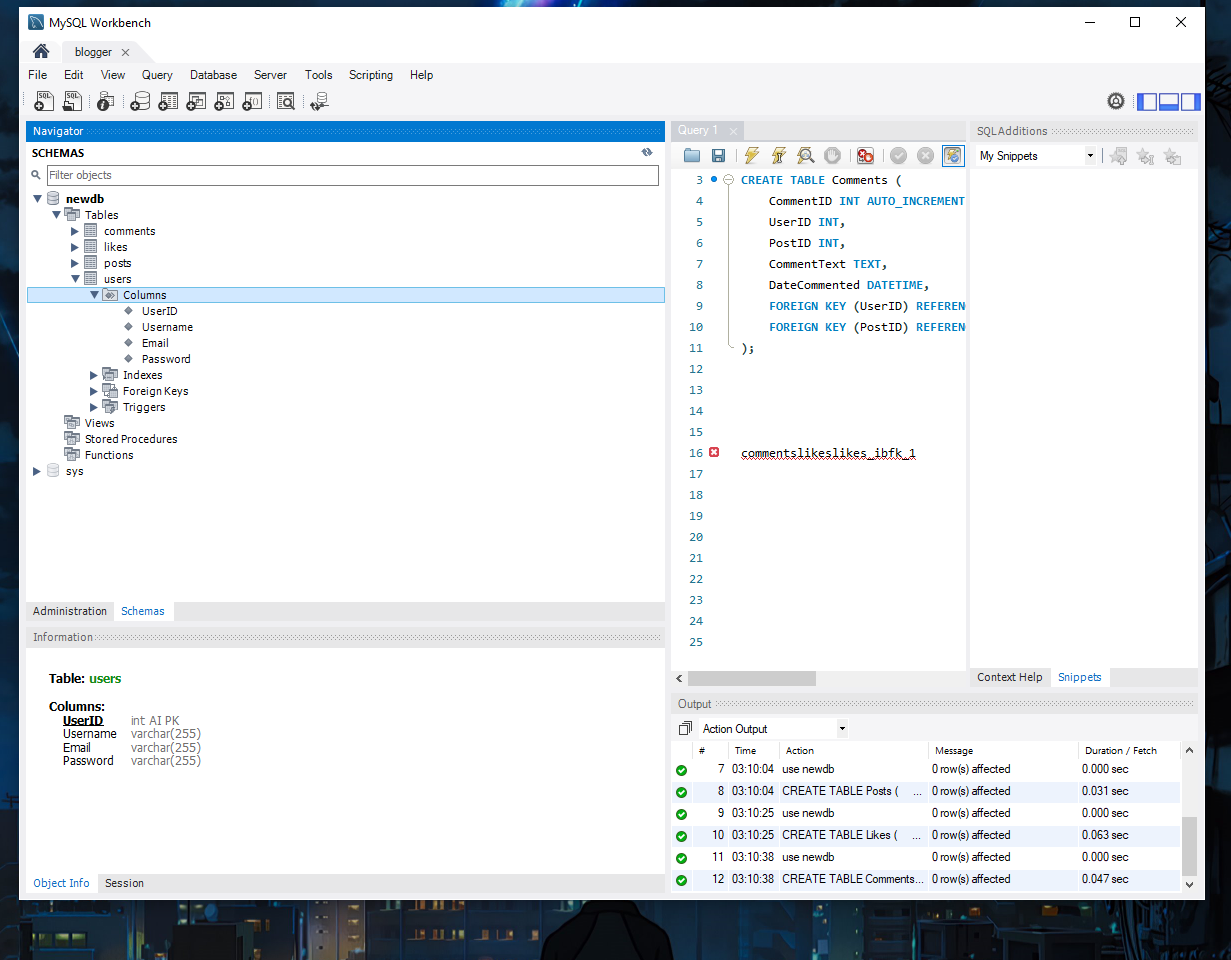 MySQL Workbench
blogger
File Edit View Query Database Server Tools Scripting Help
Navigator
SCHEMAS
Filter objects
newdb
Tables
comments
likes
posts
users
Columns
UserID
Username
Email
Password
Indexes
Foreign Keys
Triggers
Views
Stored Procedures
Functions
sys
Administration Schemas
Information
Table: users
Columns:
UserID int AI PK
Username varchar(255)
Email varchar(255)
Password varchar(255)
Object Info Session
Query 1
3 CREATE TABLE Comments (
4 CommentID INT AUTO_INCREMENT
5 UserID INT,
6 PostID INT,
7 CommentText TEXT,
8 DateCommented DATETIME,
9 FOREIGN KEY (UserID) REFEREN
10 FOREIGN KEY (PostID) REFEREN
11 );
12
13
14
15
16 commentslikeslikes_ibfk_1
17
18
19
20
21
22
23
24
25
SQLAdditions
My Snippets
Context Help Snippets
Output
Action Output
# Time Action Message Duration / Fetch
7 03:10:04 use newdb 0 row(s) affected 0.000 sec
8 03:10:04 CREATE TABLE Posts ( ... 0 row(s) affected 0.031 sec
9 03:10:25 use newdb 0 row(s) affected 0.000 sec
10 03:10:25 CREATE TABLE Likes ( ... 0 row(s) affected 0.063 sec
11 03:10:38 use newdb 0 row(s) affected 0.000 sec
12 03:10:38 CREATE TABLE Comments... 0 row(s) affected 0.047 sec